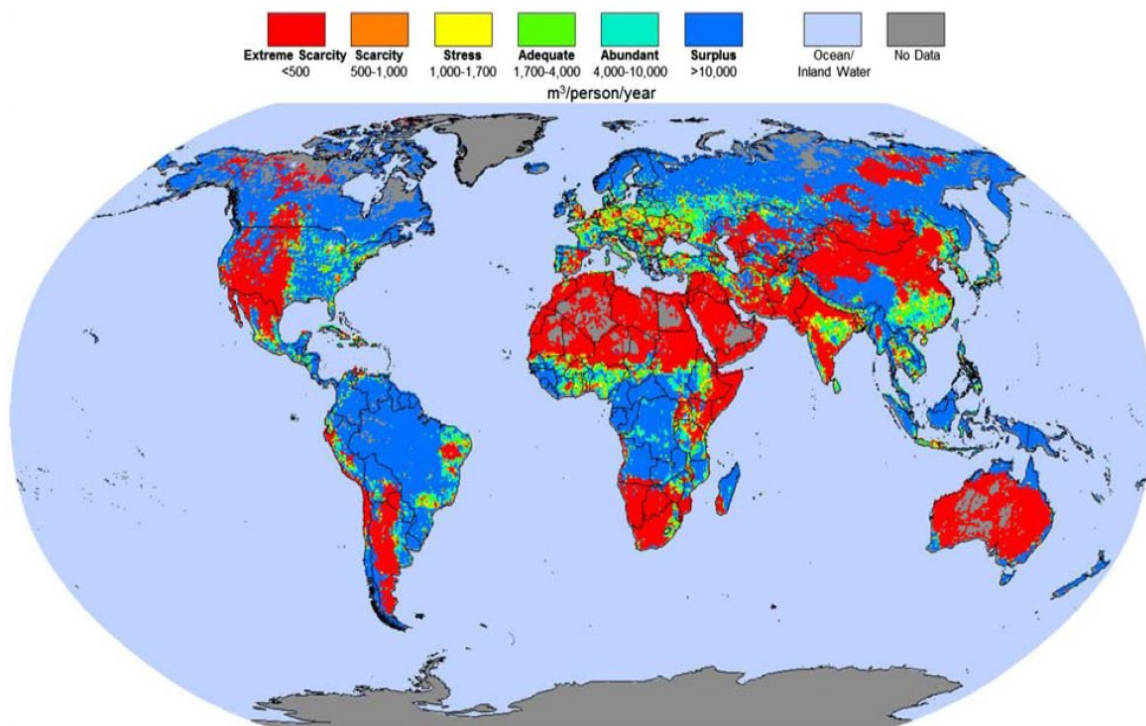 Extreme Scarcity Scarcity Stress Adequate Abundant Surplus Ocean/ No Data
<500 500-1,000 1,000-1,700 1,700-4,000 4,000-10,000 >10,000 Inland Water
m³/person/year